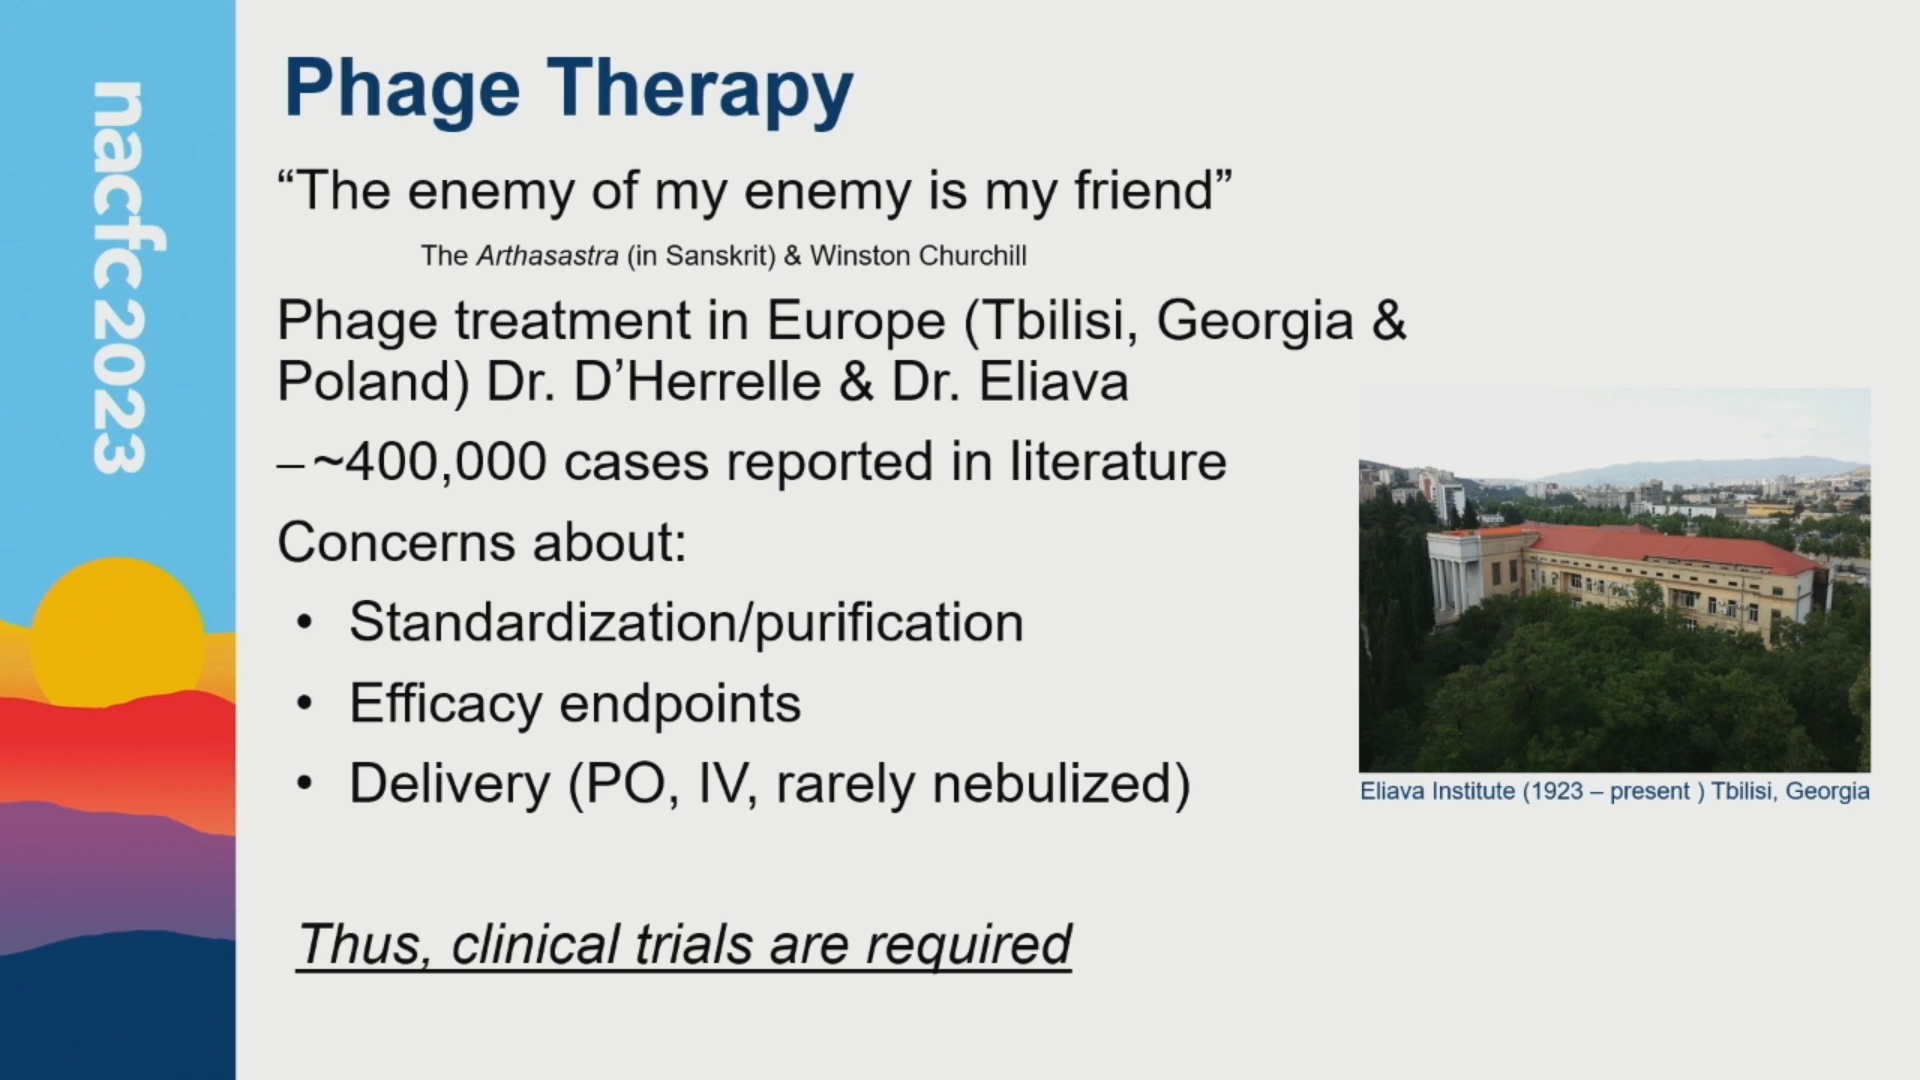 nacfc 2023
Phage Therapy
“The enemy of my enemy is my friend”
The Arthasastra (in Sanskrit) & Winston Churchill
Phage treatment in Europe (Tbilisi, Georgia &
Poland) Dr. D’Herrelle & Dr. Eliava
–~400,000 cases reported in literature
Concerns about:
• Standardization/purification
• Efficacy endpoints
• Delivery (PO, IV, rarely nebulized)
Eliava Institute (1923 – present ) Tbilisi, Georgia
Thus, clinical trials are required